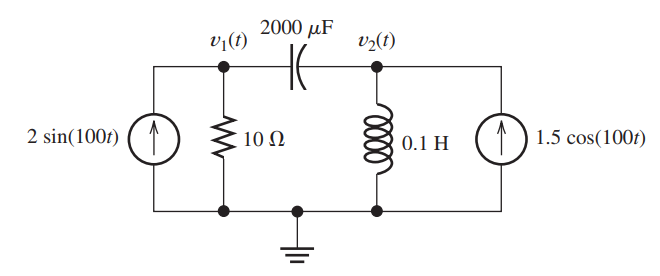 2000 μF
v₁(t)
v₂(t)
2 sin(100t)
10 Ω
0.1 H
1.5 cos(100t)